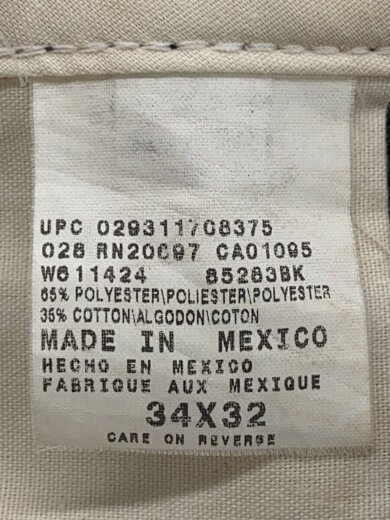 UPC 029311708375
028 RN20697 CA01095
W611424 85283BK
65% POLYESTER\POLIESTER\POLYESTER
35% COTTON\ALGODON\COTON
MADE IN MEXICO
HECHO EN MEXICO
FABRIQUE AUX MEXIQUE
34X32
CARE ON REVERSE